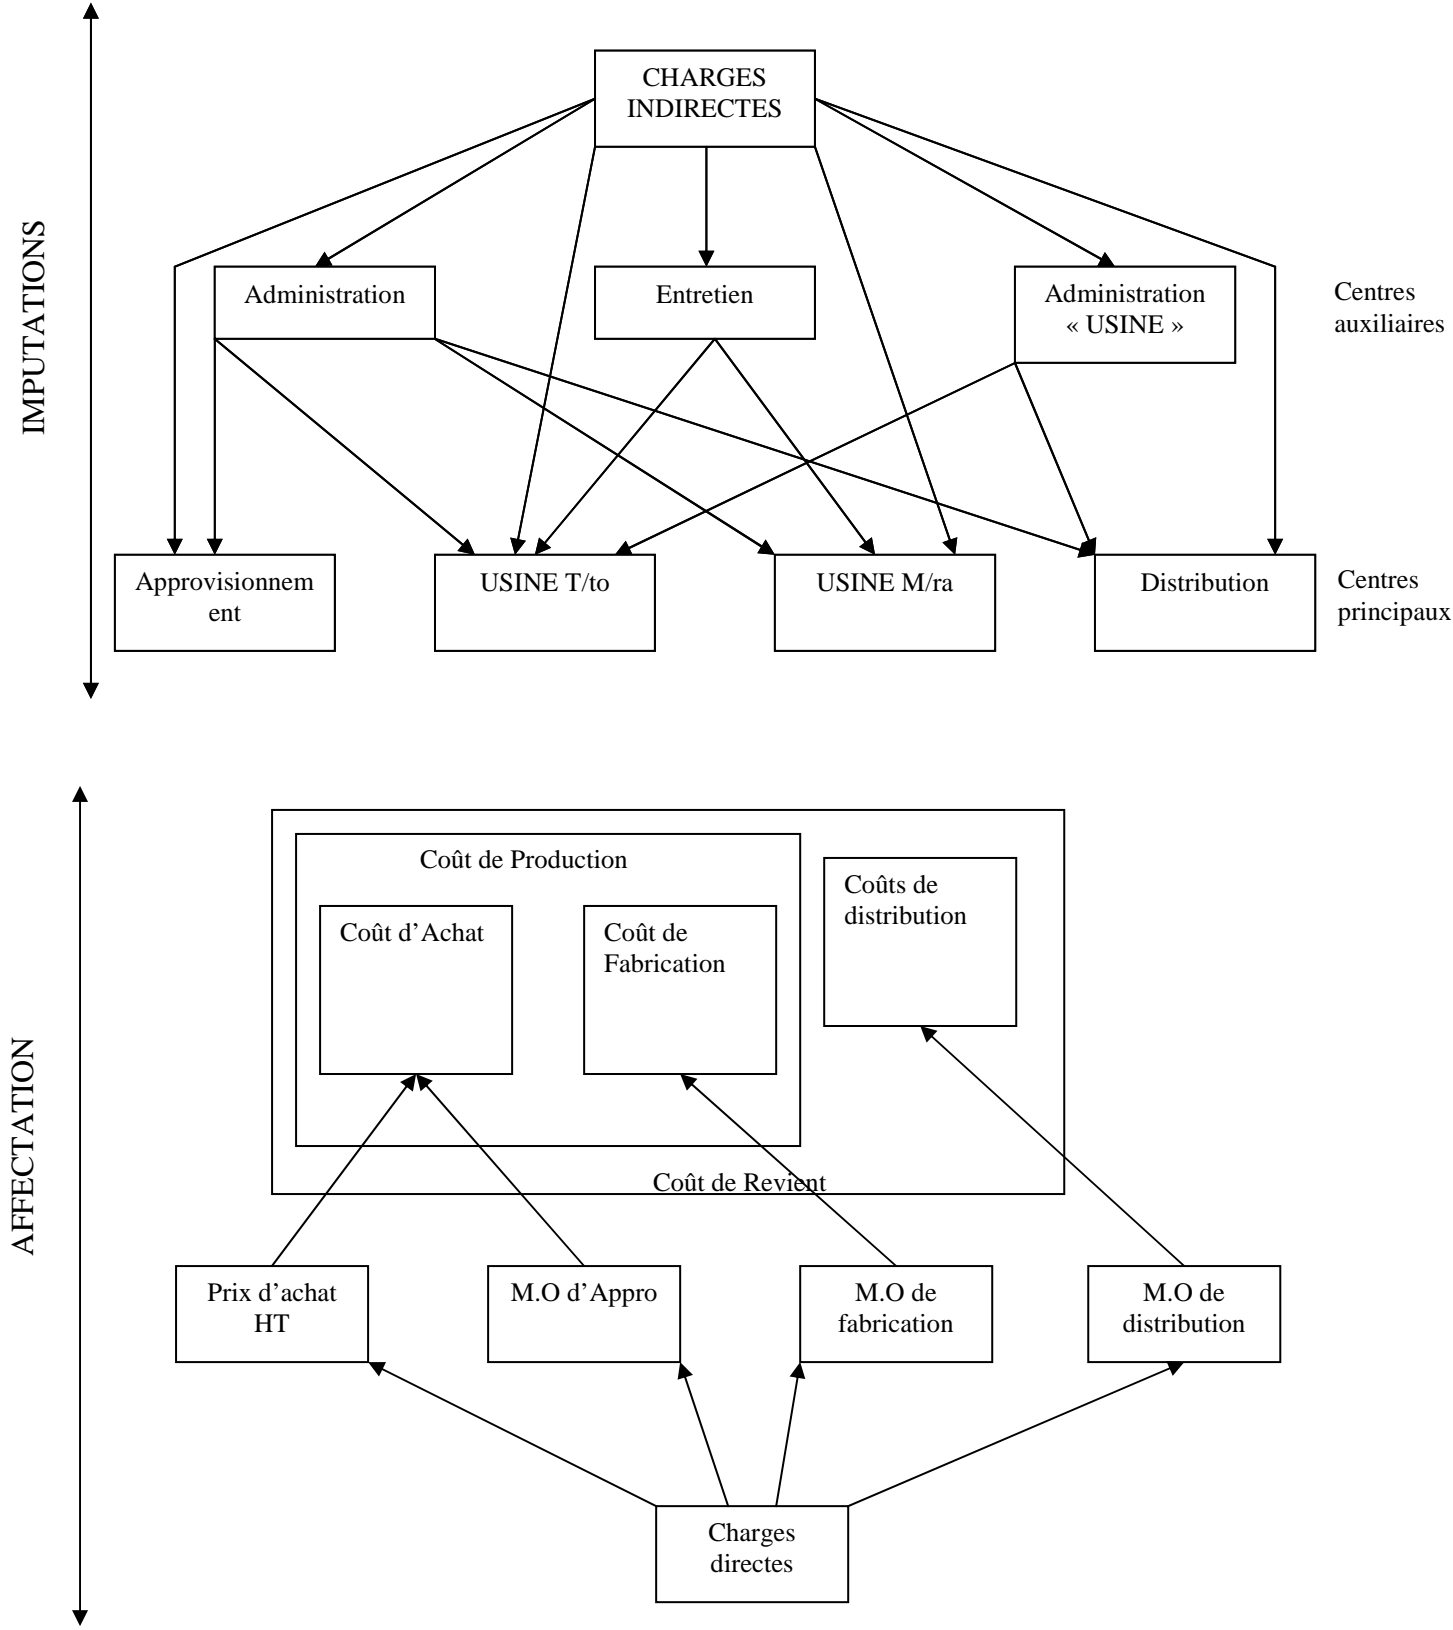 CHARGES
INDIRECTES
IMPUTATIONS
Administration
Entretien
Administration
« USINE »
Centres
auxiliaires
Approvisionnem
ent
USINE T/to
USINE M/ra
Distribution
Centres
principaux
AFFECTATION
Coût de Production
Coût d’Achat
Coût de
Fabrication
Coûts de
distribution
Coût de Revient
Prix d’achat
HT
M.O d’Appro
M.O de
fabrication
M.O de
distribution
Charges
directes